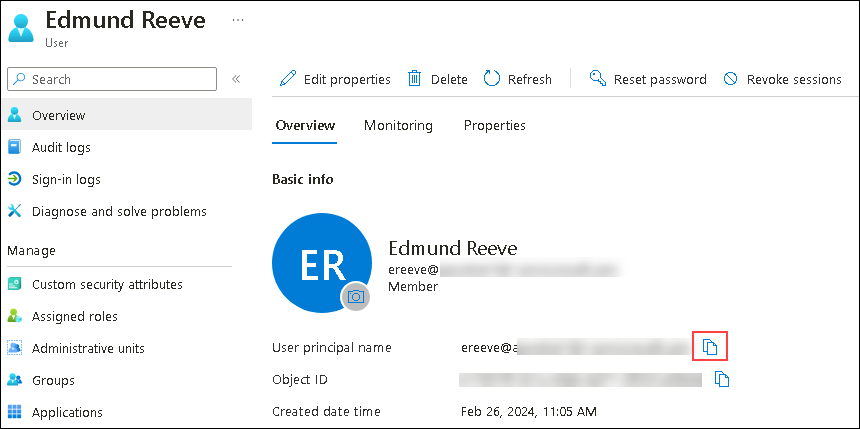 Edmund Reeve ...
User
Search
«
Edit properties
Delete
Refresh
Reset password
Revoke sessions
Overview
Audit logs
Sign-in logs
Diagnose and solve problems
Manage
Custom security attributes
Assigned roles
Administrative units
Groups
Applications
Overview Monitoring Properties
Basic info
ER
Edmund Reeve
ereeve@
Member
User principal name ereeve@a
Object ID
Created date time Feb 26, 2024, 11:05 AM